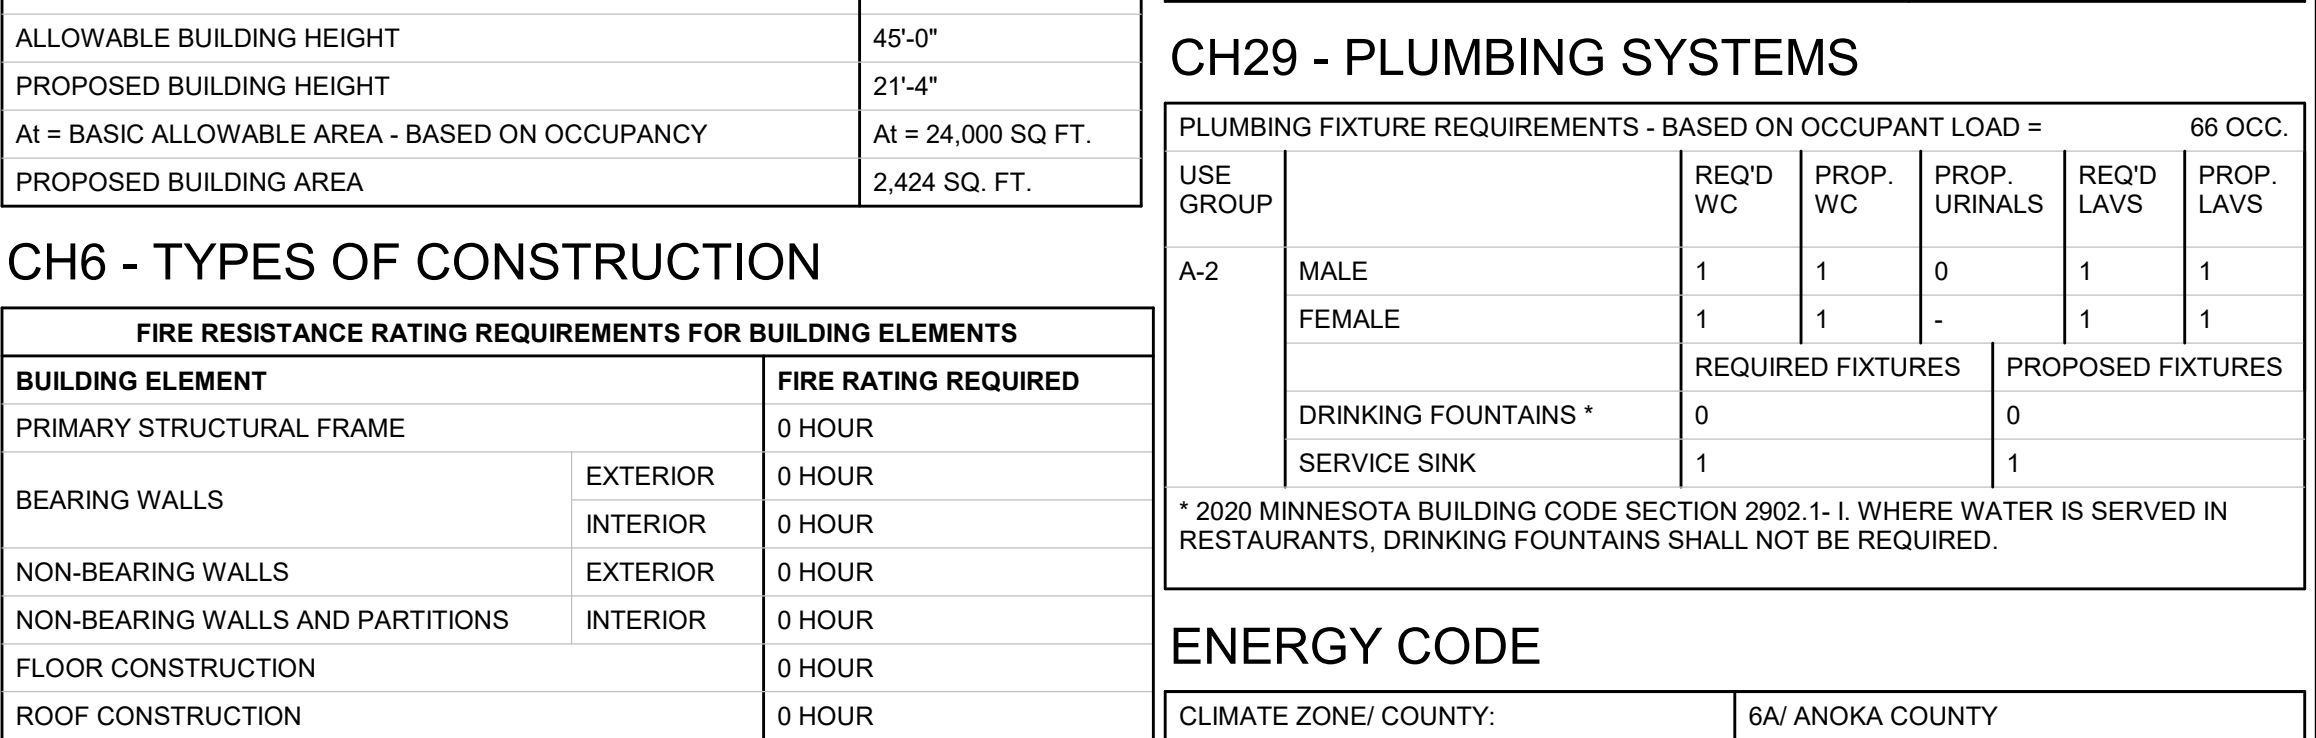 ALLOWABLE BUILDING HEIGHT 45'-0"
PROPOSED BUILDING HEIGHT 21'-4"
At = BASIC ALLOWABLE AREA - BASED ON OCCUPANCY At = 24,000 SQ FT.
PROPOSED BUILDING AREA 2,424 SQ. FT.
CH6 - TYPES OF CONSTRUCTION
FIRE RESISTANCE RATING REQUIREMENTS FOR BUILDING ELEMENTS
BUILDING ELEMENT FIRE RATING REQUIRED
PRIMARY STRUCTURAL FRAME 0 HOUR
BEARING WALLS EXTERIOR 0 HOUR
INTERIOR 0 HOUR
NON-BEARING WALLS EXTERIOR 0 HOUR
NON-BEARING WALLS AND PARTITIONS INTERIOR 0 HOUR
FLOOR CONSTRUCTION 0 HOUR
ROOF CONSTRUCTION 0 HOUR
CH29 - PLUMBING SYSTEMS
PLUMBING FIXTURE REQUIREMENTS - BASED ON OCCUPANT LOAD = 66 OCC.
USE REQ'D PROP. PROP. REQ'D PROP.
GROUP WC WC URINALS LAVS LAVS
A-2 MALE 1 1 0 1 1
FEMALE 1 1 - 1 1
REQUIRED FIXTURES PROPOSED FIXTURES
DRINKING FOUNTAINS * 0 0
SERVICE SINK 1 1
* 2020 MINNESOTA BUILDING CODE SECTION 2902.1- I. WHERE WATER IS SERVED IN
RESTAURANTS, DRINKING FOUNTAINS SHALL NOT BE REQUIRED.
ENERGY CODE
CLIMATE ZONE/ COUNTY: 6A/ ANOKA COUNTY